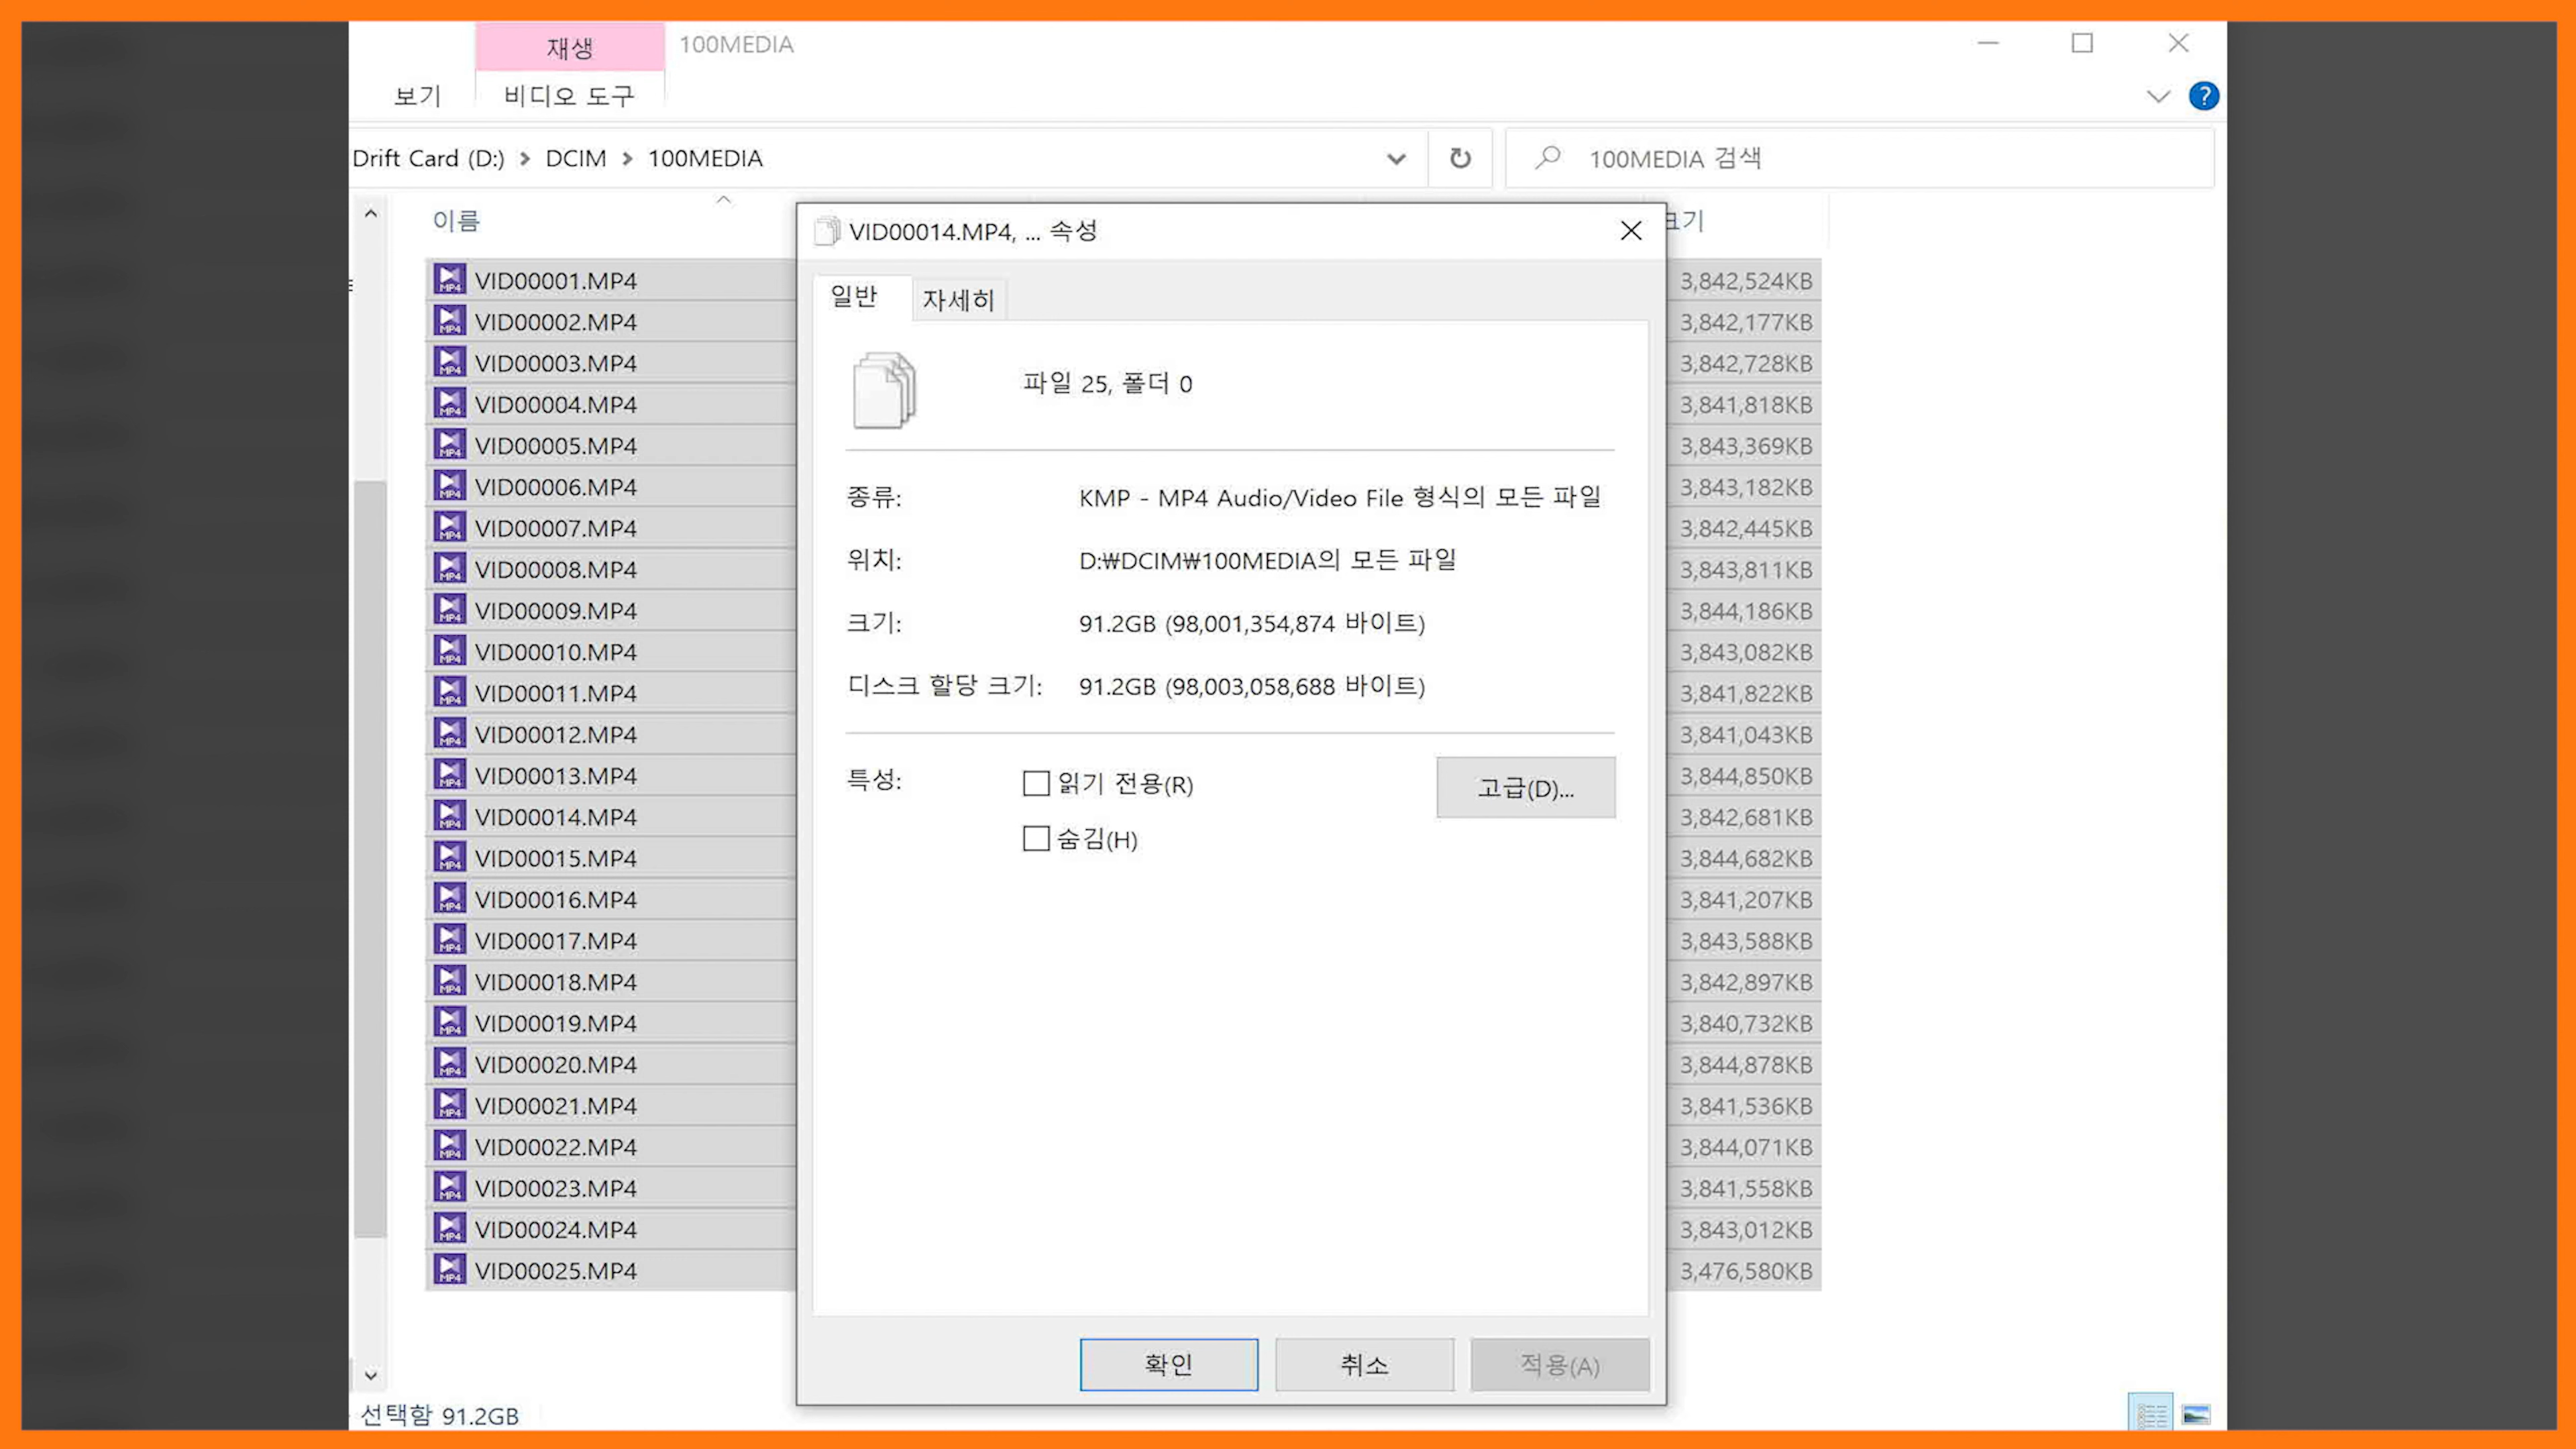 재생
100MEDIA
보기
비디오 도구
?
Drift Card (D:) > DCIM > 100MEDIA
100MEDIA 검색
이름
크기
VID00014.MP4, ... 속성
일반
자세히
파일 25, 폴더 0
종류: KMP - MP4 Audio/Video File 형식의 모든 파일
위치: D:₩DCIM₩100MEDIA의 모든 파일
크기: 91.2GB (98,001,354,874 바이트)
디스크 할당 크기: 91.2GB (98,003,058,688 바이트)
특성:
읽기 전용(R)
숨김(H)
고급(D)...
확인
취소
적용(A)
VID00001.MP4 3,842,524KB
VID00002.MP4 3,842,177KB
VID00003.MP4 3,842,728KB
VID00004.MP4 3,841,818KB
VID00005.MP4 3,843,369KB
VID00006.MP4 3,843,182KB
VID00007.MP4 3,842,445KB
VID00008.MP4 3,843,811KB
VID00009.MP4 3,844,186KB
VID00010.MP4 3,843,082KB
VID00011.MP4 3,841,822KB
VID00012.MP4 3,841,043KB
VID00013.MP4 3,844,850KB
VID00014.MP4 3,842,681KB
VID00015.MP4 3,844,682KB
VID00016.MP4 3,841,207KB
VID00017.MP4 3,843,588KB
VID00018.MP4 3,842,897KB
VID00019.MP4 3,840,732KB
VID00020.MP4 3,844,878KB
VID00021.MP4 3,841,536KB
VID00022.MP4 3,844,071KB
VID00023.MP4 3,841,558KB
VID00024.MP4 3,843,012KB
VID00025.MP4 3,476,580KB
선택함 91.2GB